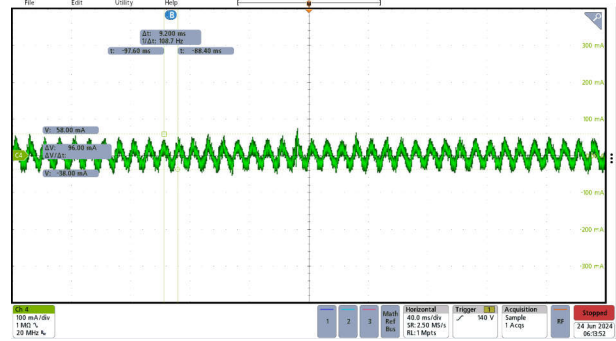 File Edit Utility Help
B
Δt: 9.200 ms
1/Δt: 108.7 Hz
t: -97.60 ms t: -88.40 ms
300 mA
200 mA
100 mA
V: 58.00 mA
ΔV: 96.00 mA
ΔV/Δt:
C4
V: -38.00 mA
-100 mA
-200 mA
-300 mA
Ch 4
100 mA/div
1 MΩ
20 MHz
1 2 3
Math
Ref
Bus
Horizontal
40.0 ms/div
SR: 2.50 MS/s
RL: 1 Mpts
Trigger 1
140 V
Acquisition
Sample
1 Acqs
RF
Stopped
24 Jun 2024
06:13:52